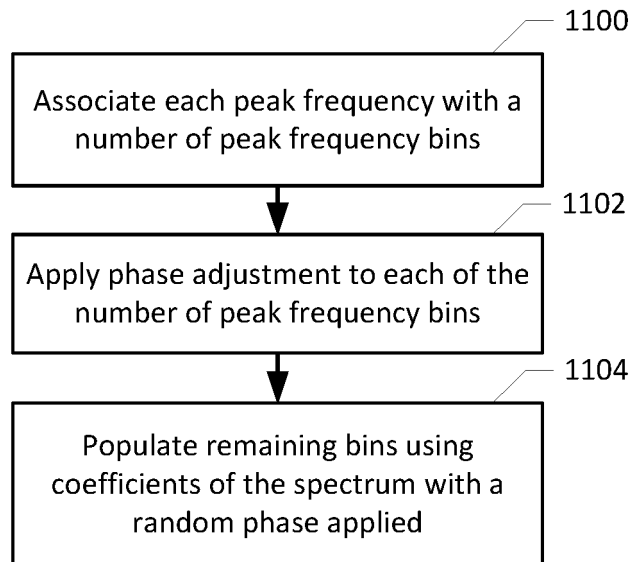 1100
Associate each peak frequency with a
number of peak frequency bins
1102
Apply phase adjustment to each of the
number of peak frequency bins
1104
Populate remaining bins using
coefficients of the spectrum with a
random phase applied